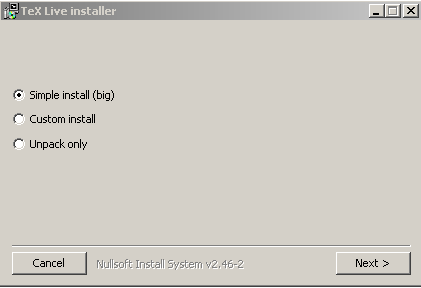 TeX Live installer
Simple install (big)
Custom install
Unpack only
Cancel Nullsoft Install System v2.46-2 Next >